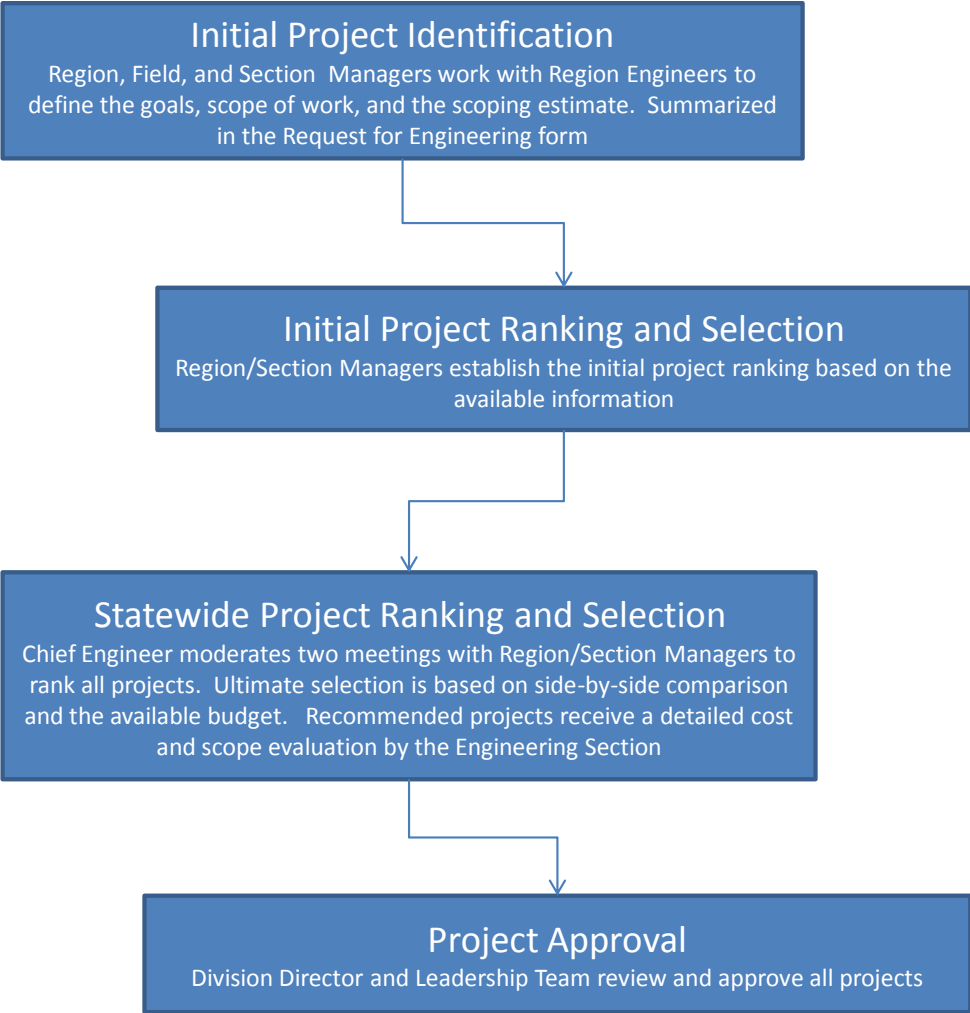 Initial Project Identification
Region, Field, and Section  Managers work with Region Engineers to
define the goals, scope of work, and the scoping estimate.  Summarized
in the Request for Engineering form
Initial Project Ranking and Selection
Region/Section Managers establish the initial project ranking based on the
available information
Statewide Project Ranking and Selection
Chief Engineer moderates two meetings with Region/Section Managers to
rank all projects.  Ultimate selection is based on side-by-side comparison
and the available budget.   Recommended projects receive a detailed cost
and scope evaluation by the Engineering Section
Project Approval
Division Director and Leadership Team review and approve all projects